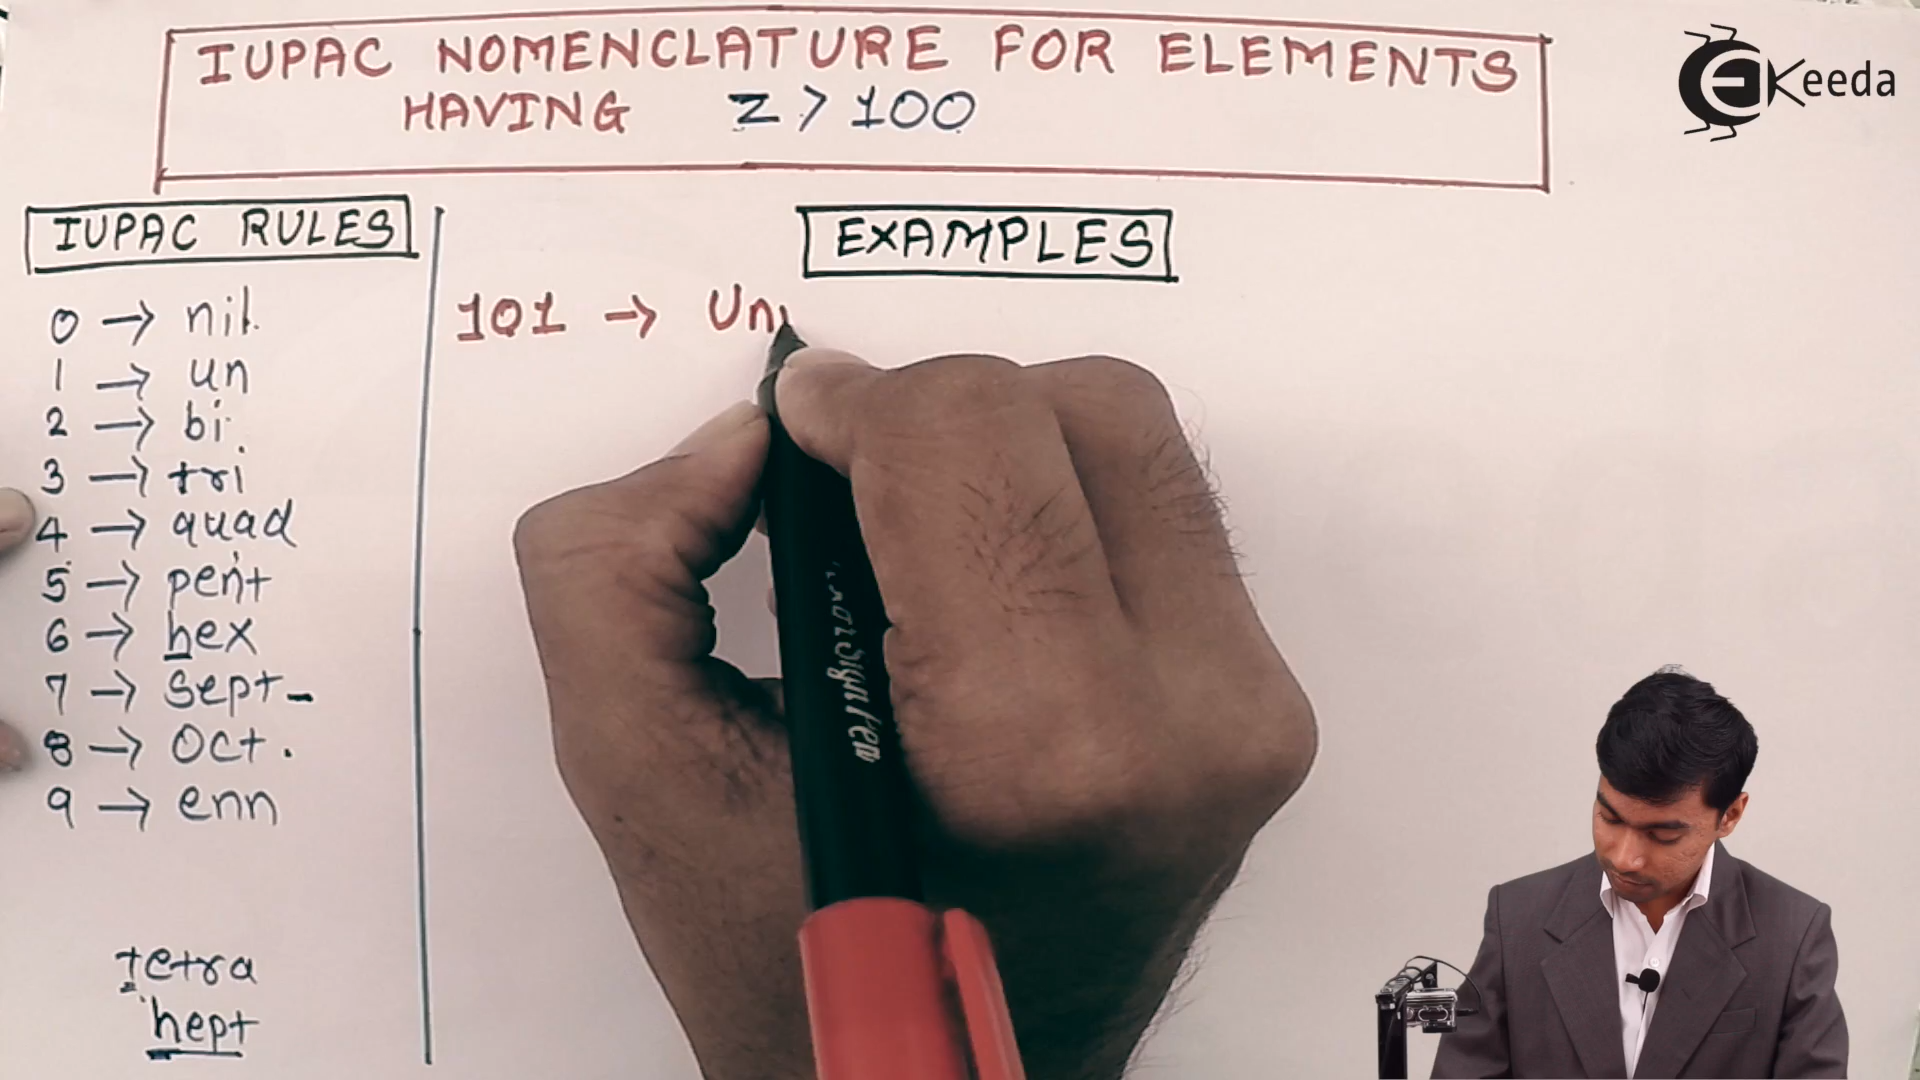 IUPAC NOMENCLATURE FOR ELEMENTS
HAVING Z > 100
Keeda
IUPAC RULES
EXAMPLES
0 → nil
1 → un
2 → bi
3 → tri
4 → quad
5 → pent
6 → hex
7 → Sept -
8 → oct.
9 → enn
tetra
hept
101 → Un